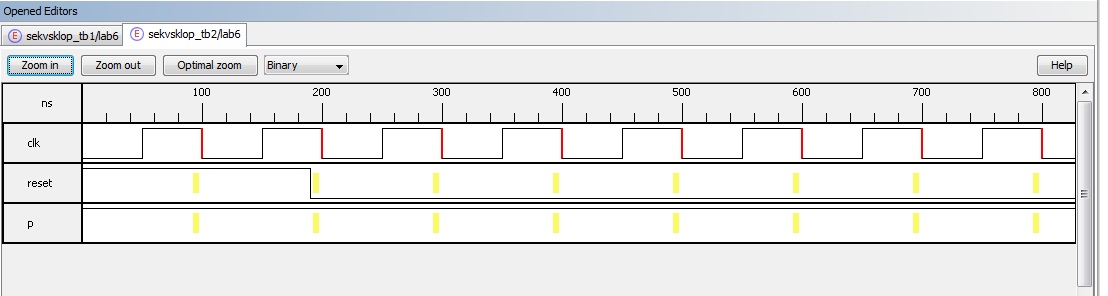 Opened Editors
E sekvsklop_tb1/lab6 E sekvsklop_tb2/lab6
Zoom in Zoom out Optimal zoom Binary Help
ns 100 200 300 400 500 600 700 800
clk
reset
p